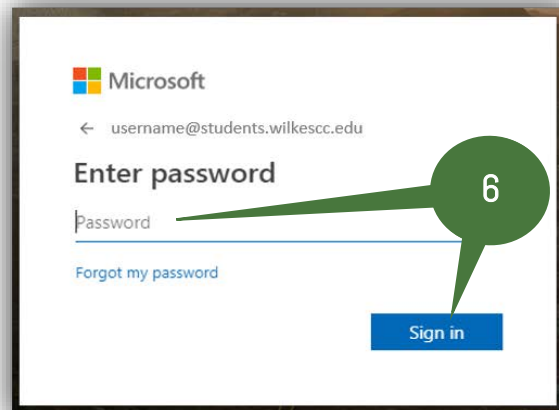 Microsoft
← username@students.wilkescc.edu
Enter password
6
Password
Forgot my password
Sign in